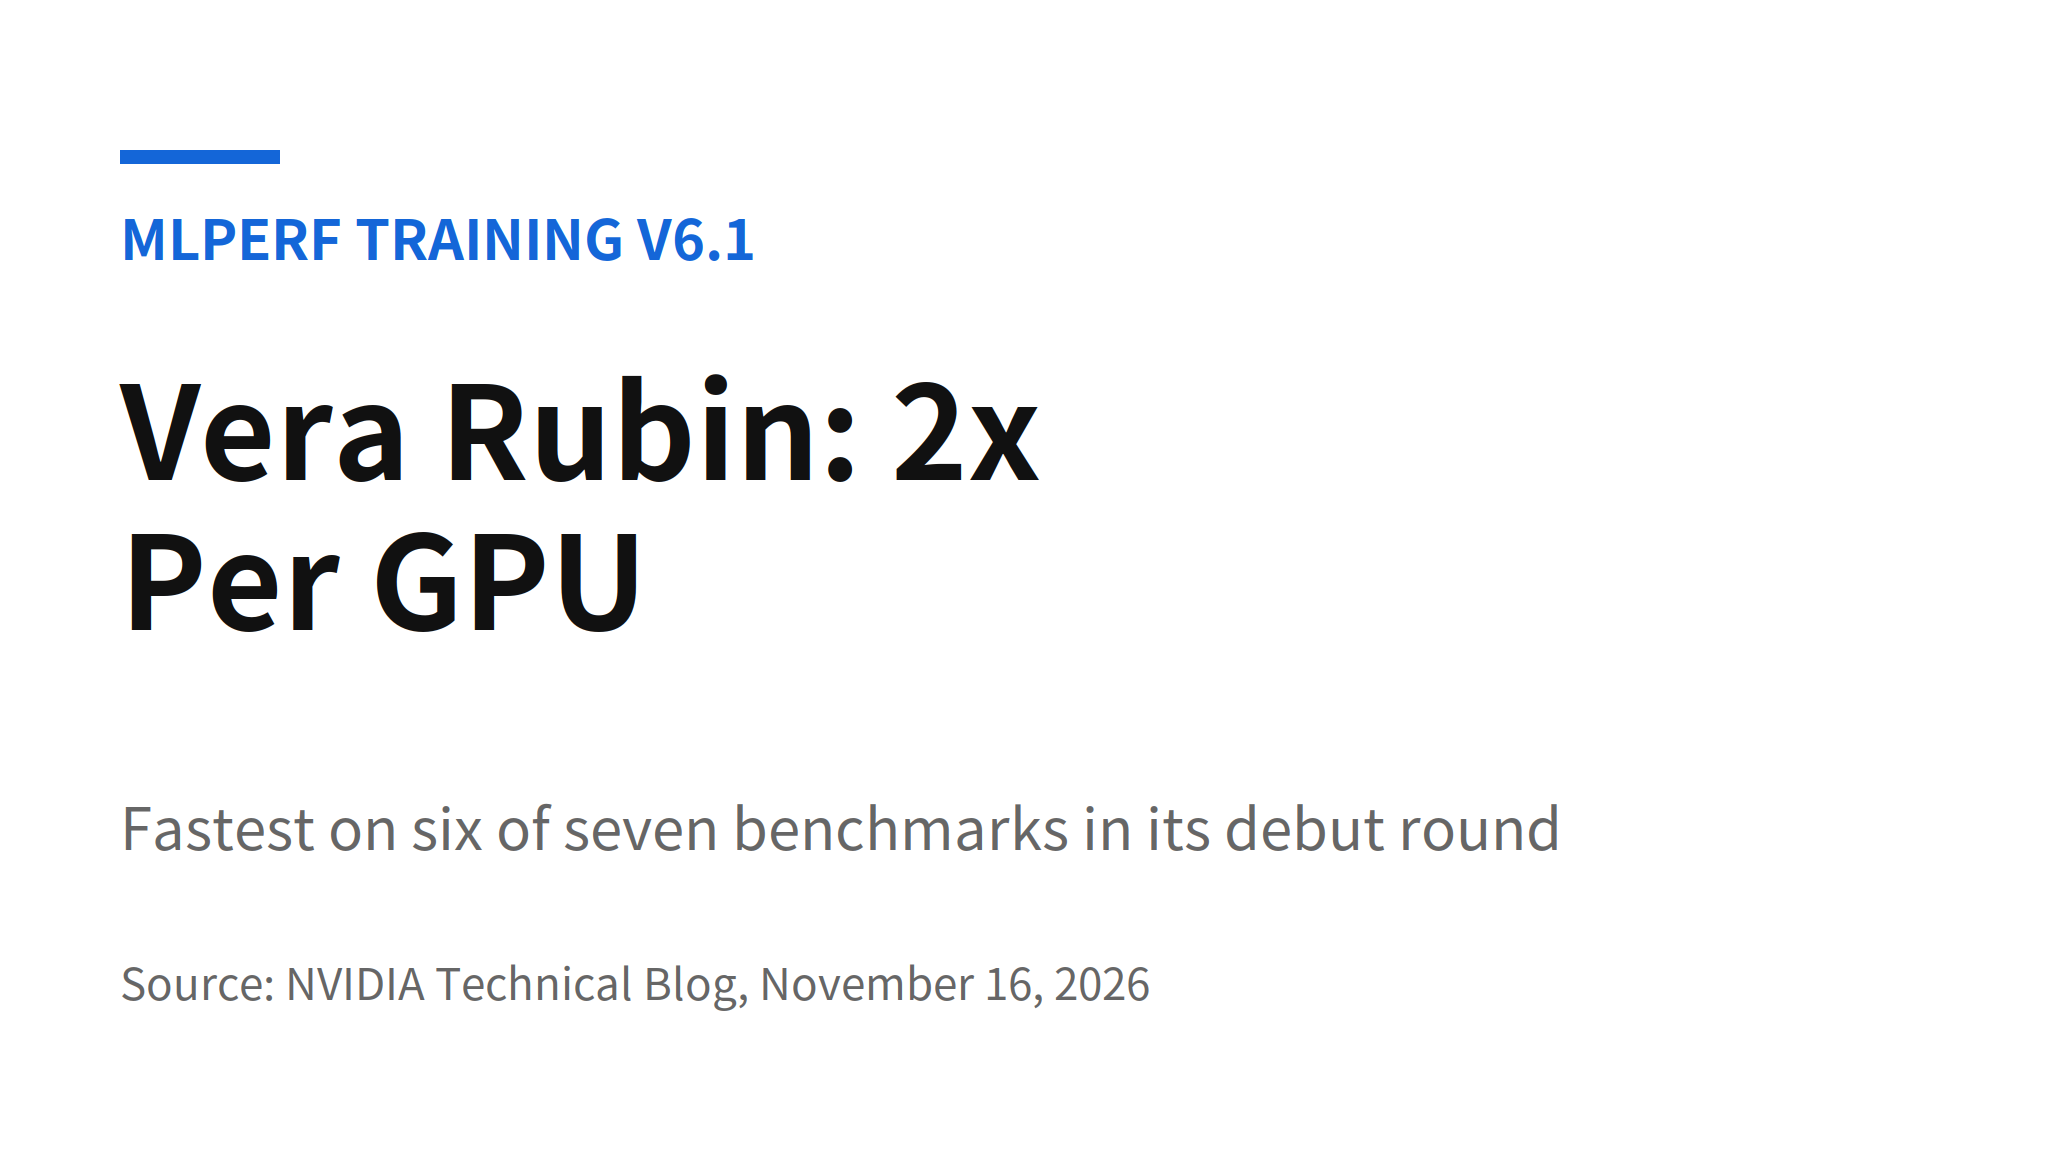 MLPERF TRAINING V6.1
Vera Rubin: 2x
Per GPU
Fastest on six of seven benchmarks in its debut round
Source: NVIDIA Technical Blog, November 16, 2026